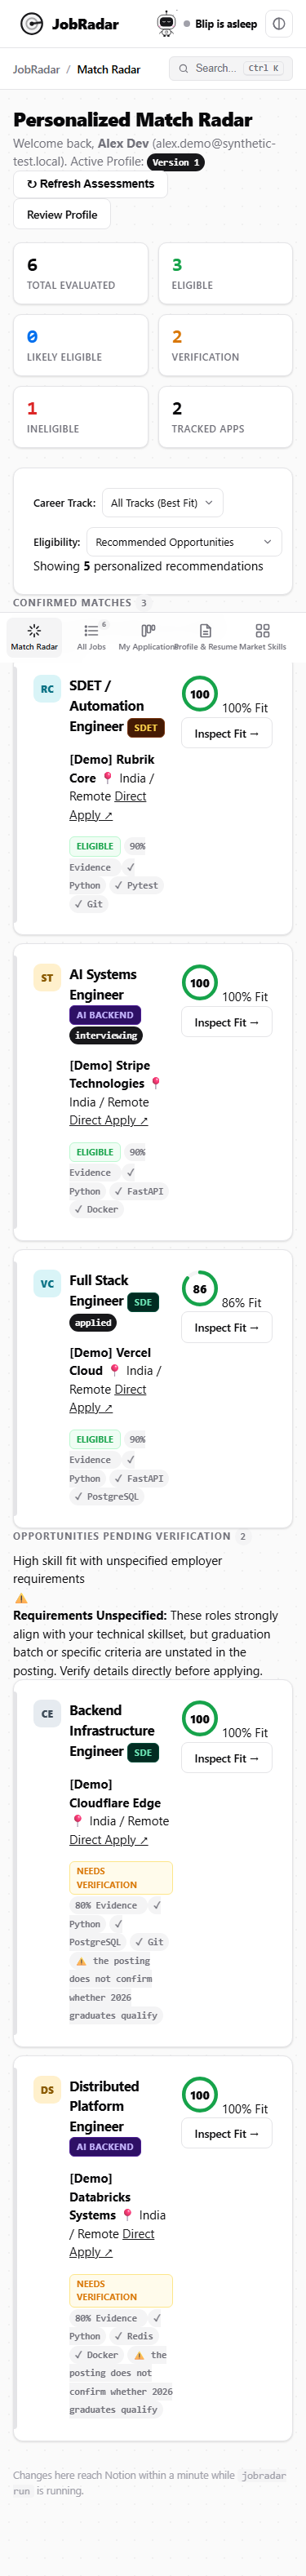 JobRadar
Blip is asleep
JobRadar / Match Radar
Search... Ctrl K
Personalized Match Radar
Welcome back, Alex Dev (alex.demo@synthetic-
test.local). Active Profile: Version 1
↻ Refresh Assessments
Review Profile
6
TOTAL EVALUATED
3
ELIGIBLE
0
LIKELY ELIGIBLE
2
VERIFICATION
1
INELIGIBLE
2
TRACKED APPS
Career Track: All Tracks (Best Fit)
Eligibility: Recommended Opportunities
Showing 5 personalized recommendations
CONFIRMED MATCHES 3
Match Radar
All Jobs 6
My Applications
Profile & Resume
Market Skills
RC
SDET /
Automation
Engineer SDET
[Demo] Rubrik
Core 📍 India /
Remote Direct
Apply ↗
ELIGIBLE 90%
Evidence ✓
Python ✓ Pytest
✓ Git
100 100% Fit
Inspect Fit →
ST
AI Systems
Engineer
AI BACKEND
interviewing
[Demo] Stripe
Technologies 📍
India / Remote
Direct Apply ↗
ELIGIBLE 90%
Evidence ✓
Python ✓ FastAPI
✓ Docker
100 100% Fit
Inspect Fit →
VC
Full Stack
Engineer SDE
applied
[Demo] Vercel
Cloud 📍 India /
Remote Direct
Apply ↗
ELIGIBLE 90%
Evidence ✓
Python ✓ FastAPI
✓ PostgreSQL
86 86% Fit
Inspect Fit →
OPPORTUNITIES PENDING VERIFICATION 2
High skill fit with unspecified employer
requirements
⚠️
Requirements Unspecified: These roles strongly
align with your technical skillset, but graduation
batch or specific criteria are unstated in the
posting. Verify details directly before applying.
CE
Backend
Infrastructure
Engineer SDE
[Demo]
Cloudflare Edge
📍 India / Remote
Direct Apply ↗
NEEDS
VERIFICATION
80% Evidence ✓
Python ✓
PostgreSQL ✓ Git
⚠️ the posting
does not confirm
whether 2026
graduates qualify
100 100% Fit
Inspect Fit →
DS
Distributed
Platform
Engineer
AI BACKEND
[Demo]
Databricks
Systems 📍 India
/ Remote Direct
Apply ↗
NEEDS
VERIFICATION
80% Evidence ✓
Python ✓ Redis
✓ Docker ⚠️ the
posting does not
confirm whether 2026
graduates qualify
100 100% Fit
Inspect Fit →
Changes here reach Notion within a minute while jobradar
run is running.